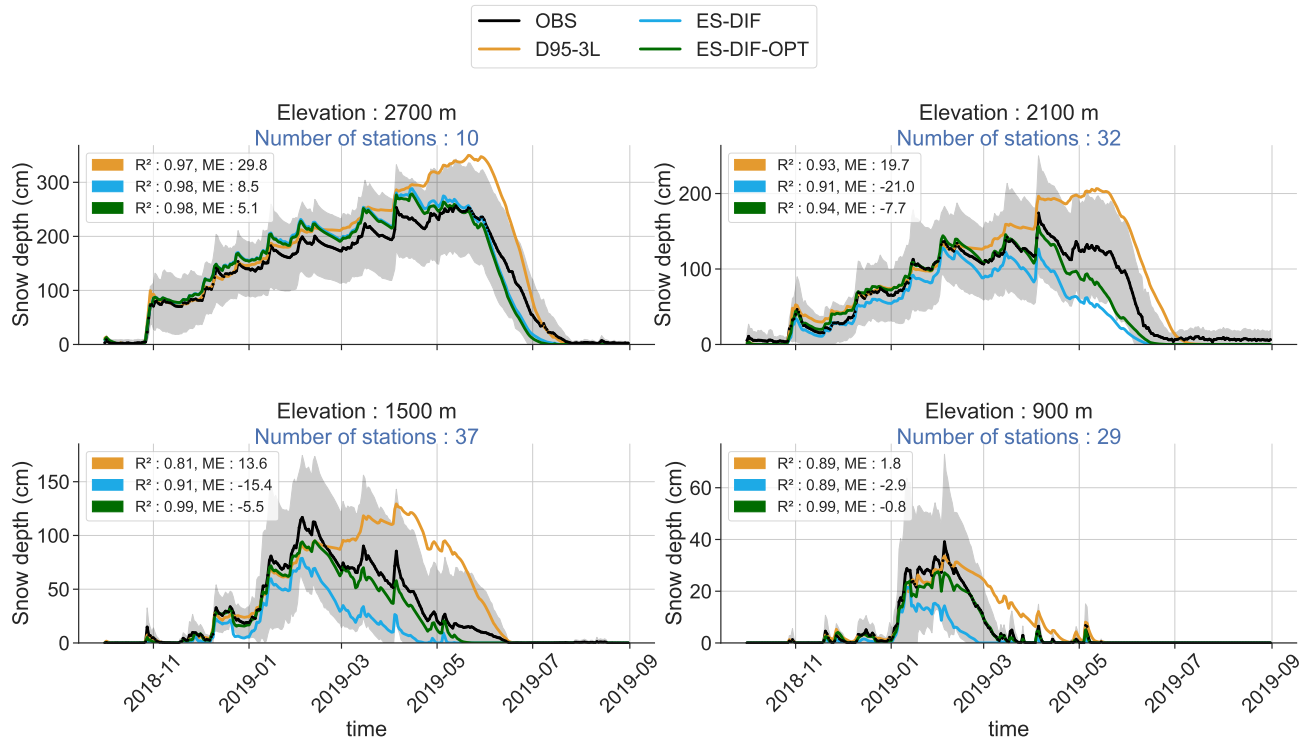 OBS
ES-DIF
D95-3L
ES-DIF-OPT
Elevation : 2700 m
Number of stations : 10
R² : 0.97, ME : 29.8
R² : 0.98, ME : 8.5
R² : 0.98, ME : 5.1
Snow depth (cm)
300
200
100
0
Elevation : 2100 m
Number of stations : 32
R² : 0.93, ME : 19.7
R² : 0.91, ME : -21.0
R² : 0.94, ME : -7.7
Snow depth (cm)
200
100
0
Elevation : 1500 m
Number of stations : 37
R² : 0.81, ME : 13.6
R² : 0.91, ME : -15.4
R² : 0.99, ME : -5.5
Snow depth (cm)
150
100
50
0
2018-11
2019-01
2019-03
2019-05
2019-07
2019-09
time
Elevation : 900 m
Number of stations : 29
R² : 0.89, ME : 1.8
R² : 0.89, ME : -2.9
R² : 0.99, ME : -0.8
Snow depth (cm)
60
40
20
0
2018-11
2019-01
2019-03
2019-05
2019-07
2019-09
time